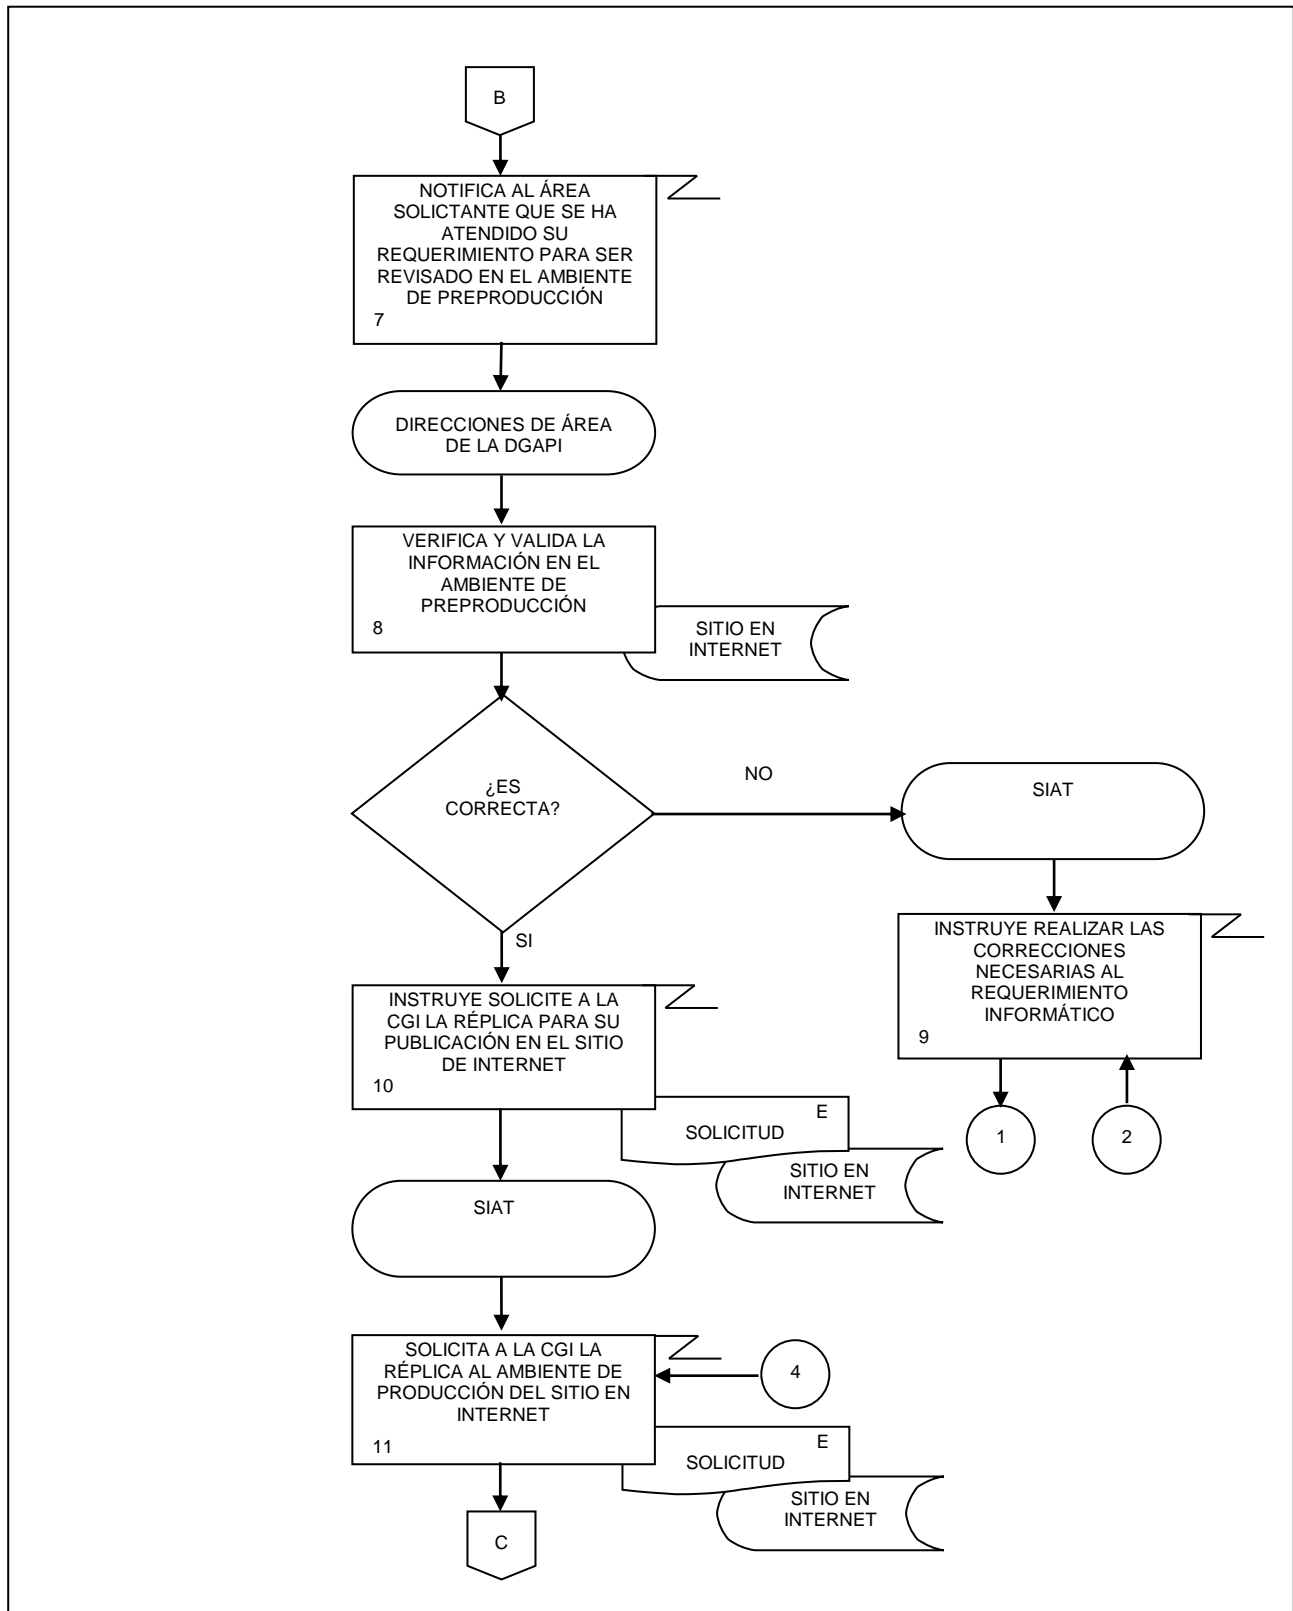 B
NOTIFICA AL ÁREA
SOLICTANTE QUE SE HA
ATENDIDO SU
REQUERIMIENTO PARA SER
REVISADO EN EL AMBIENTE
DE PREPRODUCCIÓN
7
DIRECCIONES DE ÁREA
DE LA DGAPI
VERIFICA Y VALIDA LA
INFORMACIÓN EN EL
AMBIENTE DE
PREPRODUCCIÓN
8
SITIO EN
INTERNET
¿ES
CORRECTA?
NO
SIAT
INSTRUYE REALIZAR LAS
CORRECCIONES
NECESARIAS AL
REQUERIMIENTO
INFORMÁTICO
9
1
2
SI
INSTRUYE SOLICITE A LA
CGI LA RÉPLICA PARA SU
PUBLICACIÓN EN EL SITIO
DE INTERNET
10
E
SOLICITUD
SITIO EN
INTERNET
SIAT
SOLICITA A LA CGI LA
RÉPLICA AL AMBIENTE DE
PRODUCCIÓN DEL SITIO EN
INTERNET
11
4
E
SOLICITUD
SITIO EN
INTERNET
C